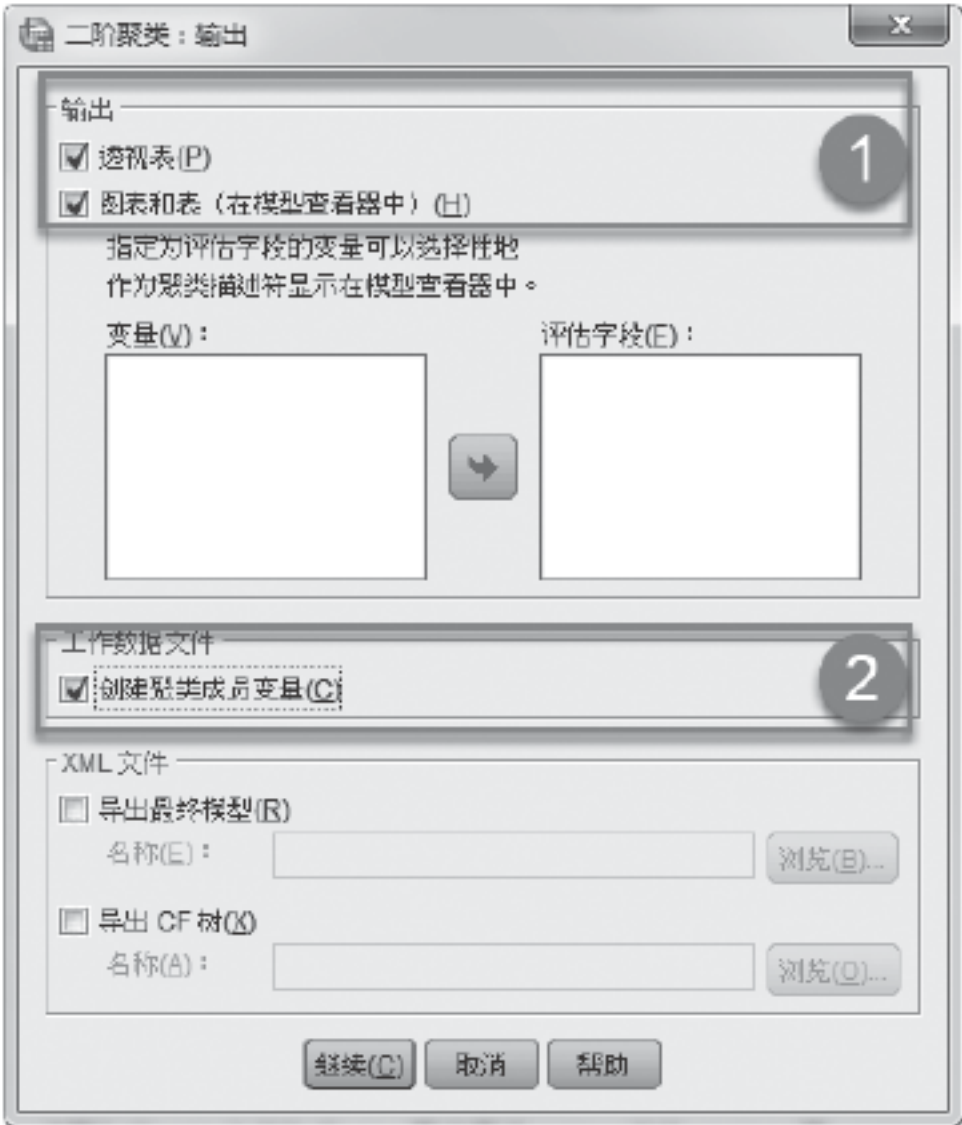 二阶聚类：输出
输出
透视表(P)
1
图表和表（在模型查看器中）(H)
指定为评估字段的变量可以选择性地
作为聚类描述符显示在模型查看器中。
变量(V)：
评估字段(E)：
工作数据文件
创建聚类成员变量(C)
2
XML 文件
导出最终模型(R)
名称(E)：
浏览(B)...
导出 CF 树(X)
名称(A)：
浏览(O)...
继续(C)
取消
帮助